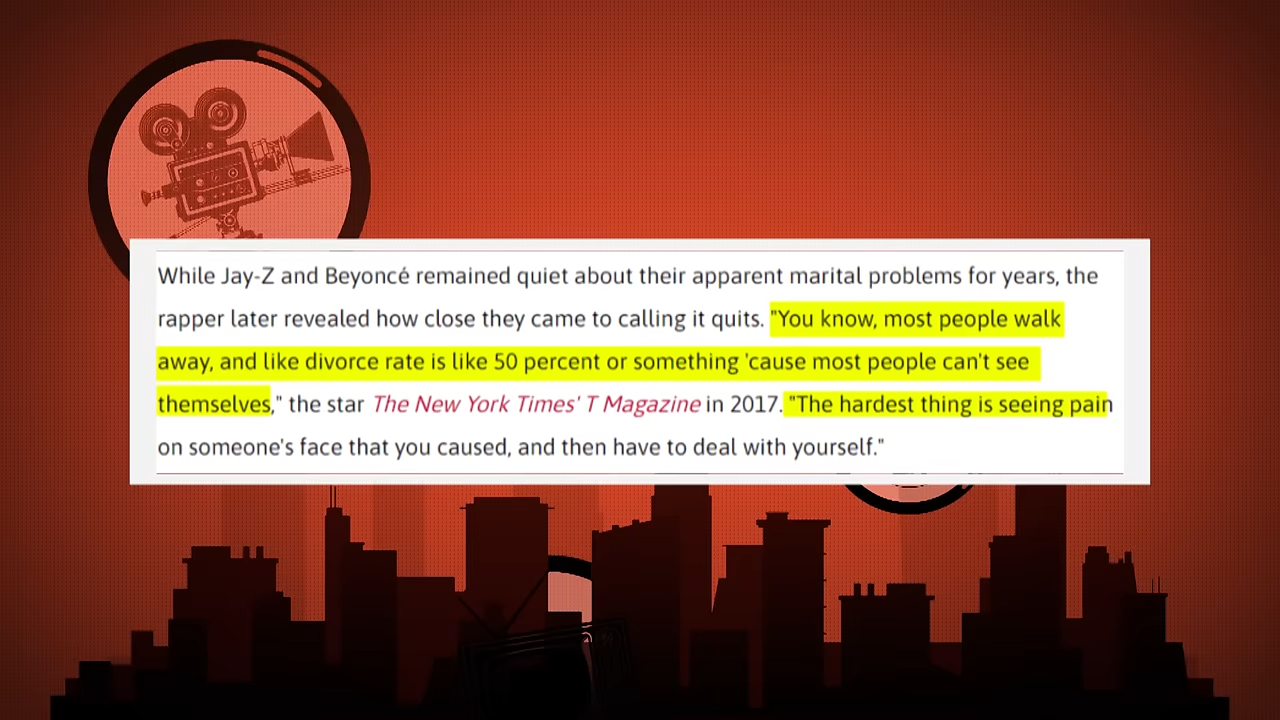 While Jay-Z and Beyoncé remained quiet about their apparent marital problems for years, the
rapper later revealed how close they came to calling it quits. "You know, most people walk
away, and like divorce rate is like 50 percent or something 'cause most people can't see
themselves," the star The New York Times' T Magazine in 2017. "The hardest thing is seeing pain
on someone's face that you caused, and then have to deal with yourself."